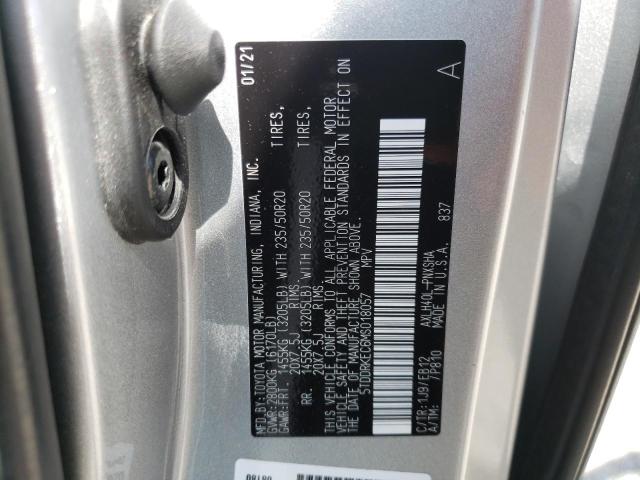 MFD.BY:TOYOTA MOTOR MANUFACTURING, INDIANA, INC. 01/21
GVWR:2800KG (6170LB)
GAWR:FRT. 1455KG (3205LB) WITH 235/50R20 TIRES,
20X7.5J RIMS.
RR. 1455KG (3205LB) WITH 235/50R20 TIRES,
20X7.5J RIMS.
THIS VEHICLE CONFORMS TO ALL APPLICABLE FEDERAL MOTOR
VEHICLE SAFETY AND THEFT PREVENTION STANDARDS IN EFFECT ON
THE DATE OF MANUFACTURE SHOWN ABOVE.
5TDDRKEC6MS018057 MPV A
837
C/TR:1J9/EB12 AXLH40L-PNXSHA
A/TM: /P810 MADE IN U.S.A.